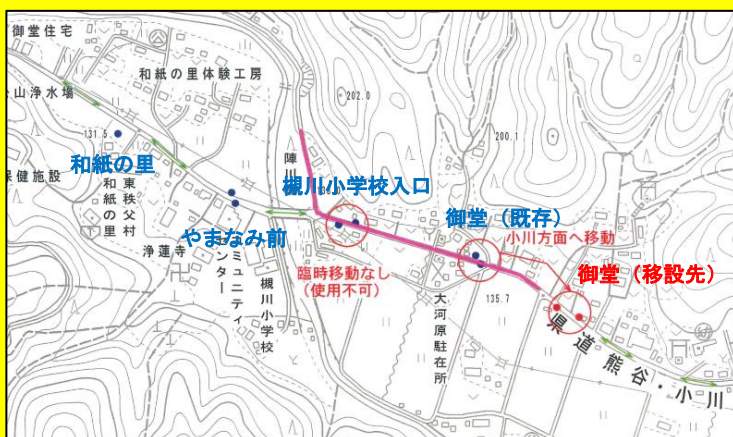 御堂住宅
和紙の里体験工房
山浄水場
202.0
131.5
200.1
和紙の里
保健施設
東秩父村
和紙の里
陣川
槻川小学校入口
やまなみ前
御堂（既存）
小川方面へ移動
浄蓮寺
コミュニティ
センター
槻川小学校
臨時移動なし
（使用不可）
御堂（移設先）
135.7
大河原駐在所
県道熊谷・小川